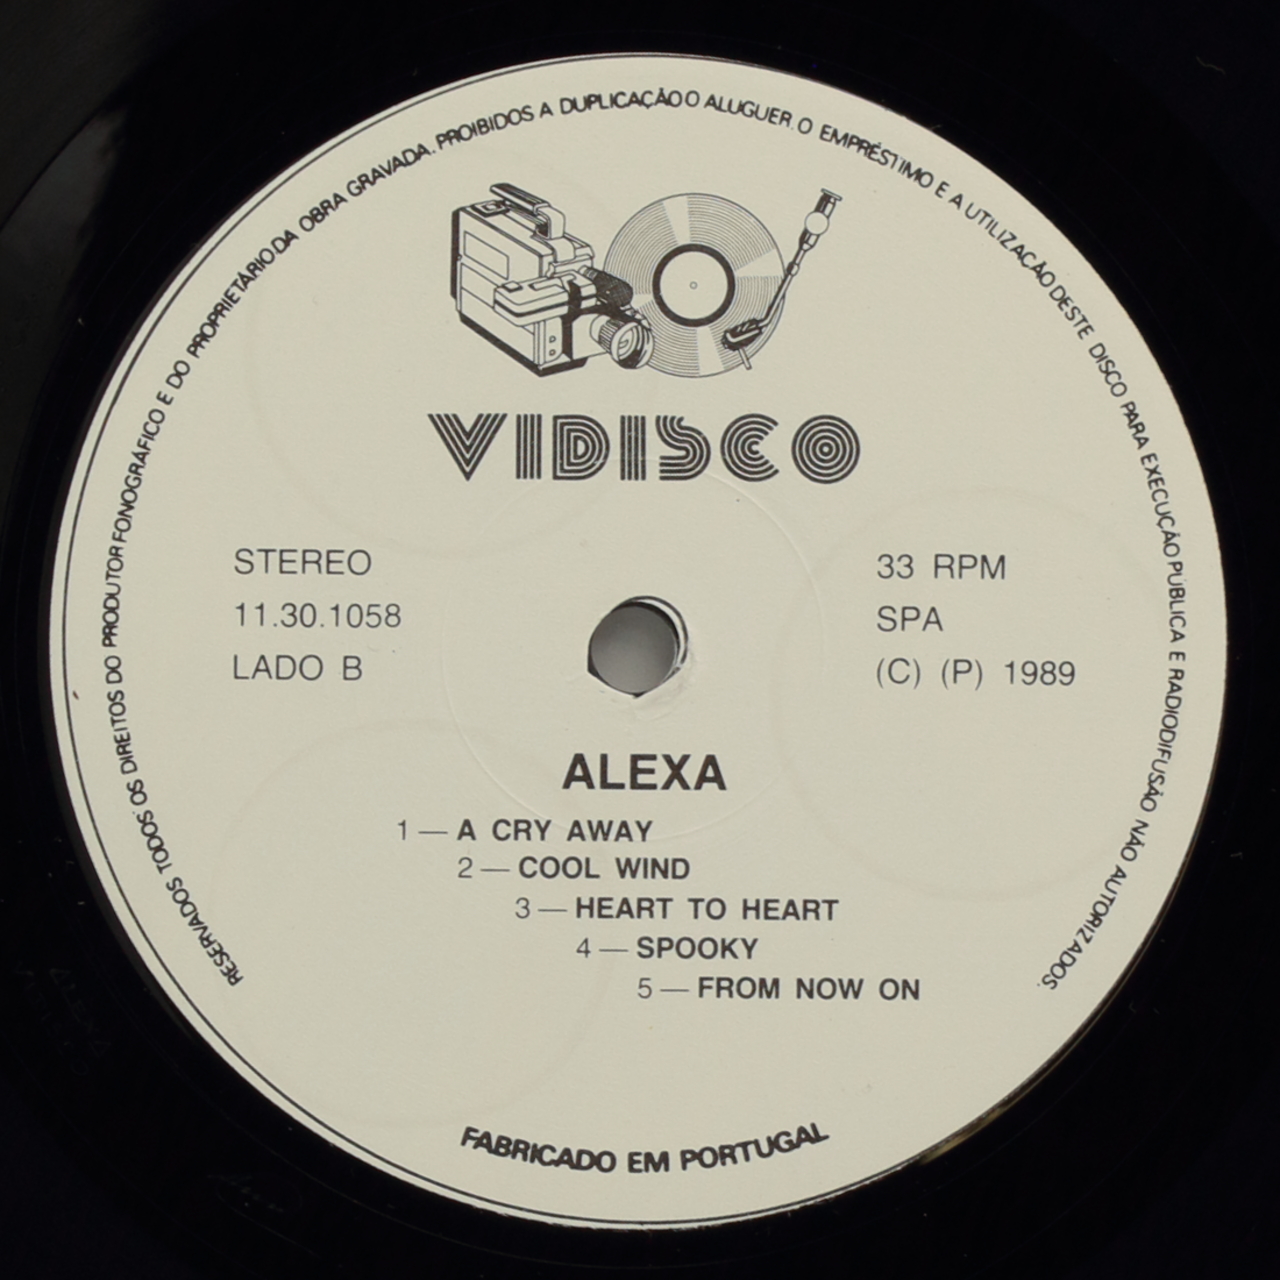 RESERVADOS TODOS OS DIREITOS DO PRODUTOR FONOGRÁFICO E DO PROPRIETÁRIO DA OBRA GRAVADA. PROIBIDOS A DUPLICAÇÃO O ALUGUER. O EMPRÉSTIMO E A UTILIZAÇÃO DESTE DISCO PARA EXECUÇÃO PÚBLICA E RADIODIFUSÃO NÃO AUTORIZADOS.
VIDISCO
STEREO
11.30.1058
LADO B
33 RPM
SPA
(C) (P) 1989
ALEXA
1 — A CRY AWAY
2 — COOL WIND
3 — HEART TO HEART
4 — SPOOKY
5 — FROM NOW ON
FABRICADO EM PORTUGAL